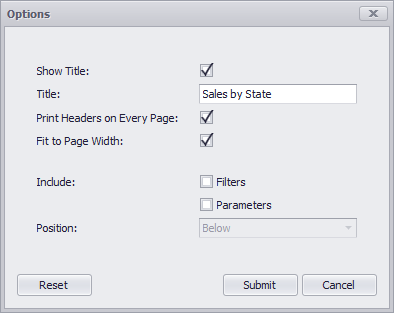 Options
Show Title:
Title: Sales by State
Print Headers on Every Page:
Fit to Page Width:
Include: Filters
Parameters
Position: Below
Reset Submit Cancel